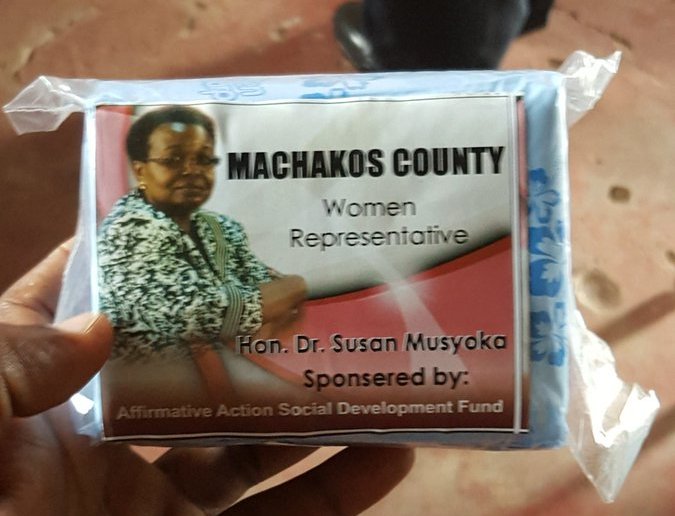 MACHAKOS COUNTY
Women
Representative
Hon. Dr. Susan Musyoka
Sponsered by:
Affirmative Action Social Development Fund